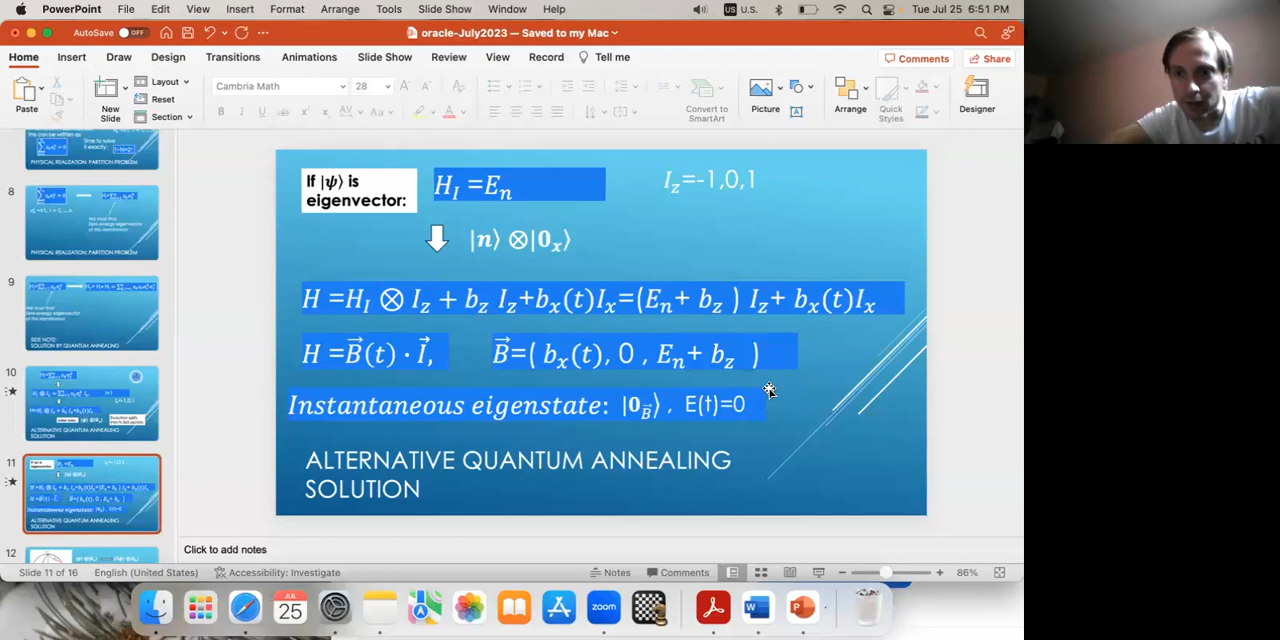 PowerPoint File Edit View Insert Format Arrange Tools Slide Show Window Help US U.S. Tue Jul 25 6:51 PM
AutoSave OFF oracle-July2023 — Saved to my Mac
Home Insert Draw Design Transitions Animations Slide Show Review View Record Tell me Comments Share
Paste New Slide Layout Reset Section Cambria Math 28 Convert to SmartArt Picture Arrange Quick Styles Designer
PHYSICAL REALIZATION: PARTITION PROBLEM
8
PHYSICAL REALIZATION: PARTITION PROBLEM
9
SIDE NOTE:
SOLUTION BY QUANTUM ANNEALING
10
ALTERNATIVE QUANTUM ANNEALING
SOLUTION
11
ALTERNATIVE QUANTUM ANNEALING
SOLUTION
12
If |ψ⟩ is
eigenvector:
H_I =E_n
I_z=-1,0,1
|n⟩ ⊗|0_x⟩
H =H_I ⊗ I_z + b_z I_z+b_x(t)I_x=(E_n+ b_z ) I_z+ b_x(t)I_x
H =B⃗(t) · I⃗, B⃗=( b_x(t), 0 , E_n+ b_z )
Instantaneous eigenstate: |0_B⃗⟩ , E(t)=0
ALTERNATIVE QUANTUM ANNEALING
SOLUTION
Click to add notes
Slide 11 of 16 English (United States) Accessibility: Investigate Notes Comments 86%
JUL
25
zoom